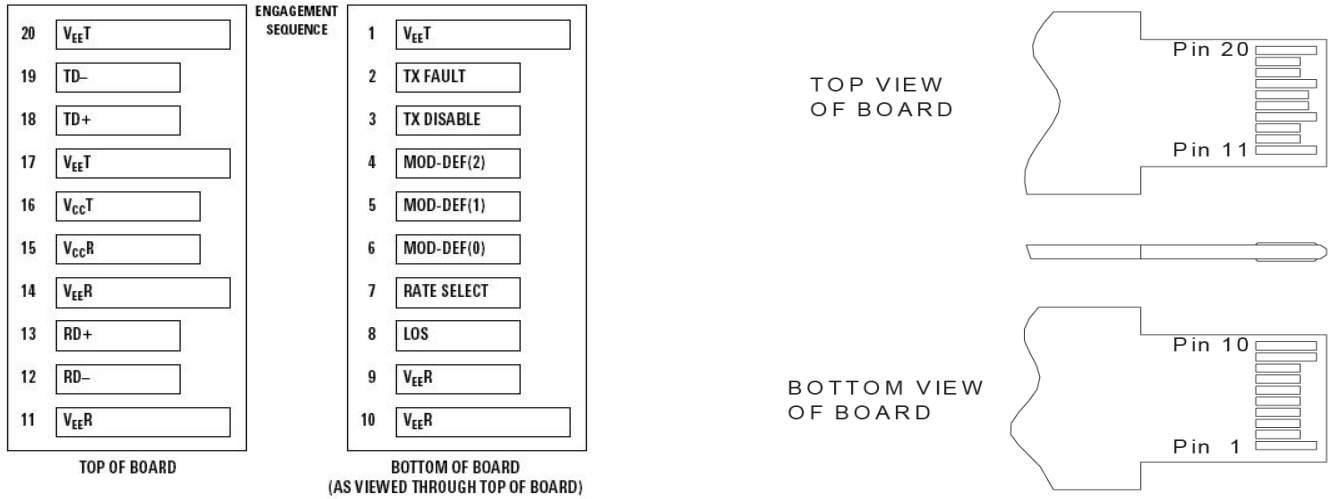 ENGAGEMENT
SEQUENCE
20 VEET
19 TD–
18 TD+
17 VEET
16 VCCT
15 VCCR
14 VEER
13 RD+
12 RD–
11 VEER
TOP OF BOARD
1 VEET
2 TX FAULT
3 TX DISABLE
4 MOD-DEF(2)
5 MOD-DEF(1)
6 MOD-DEF(0)
7 RATE SELECT
8 LOS
9 VEER
10 VEER
BOTTOM OF BOARD
(AS VIEWED THROUGH TOP OF BOARD)
TOP VIEW
OF BOARD
Pin 20
Pin 11
BOTTOM VIEW
OF BOARD
Pin 10
Pin 1